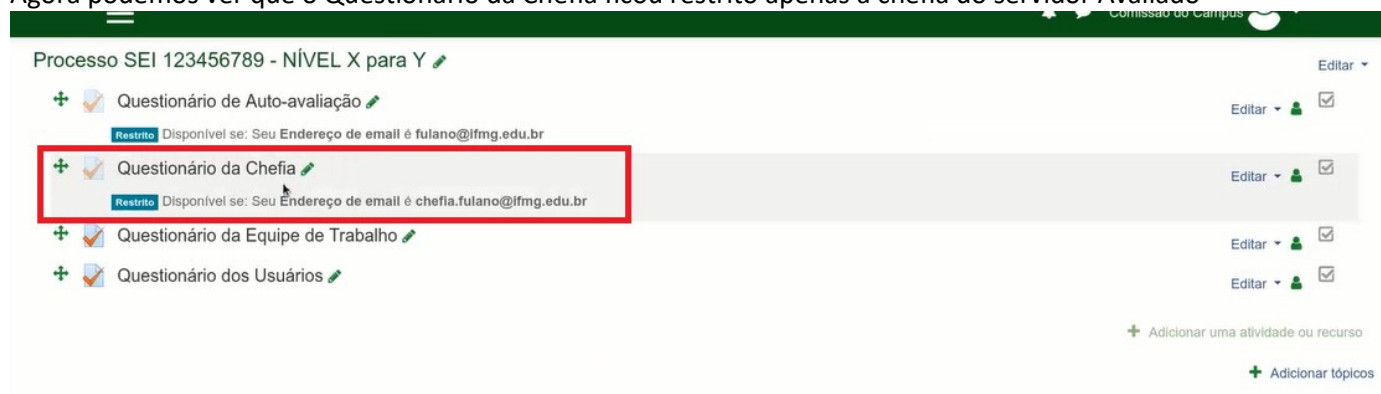 Agora podemos ver que o Questionário da Chefia ficou restrito apenas a chefia do servidor Avaliado
Comissão do Campus
Processo SEI 123456789 - NÍVEL X para Y
Editar
Questionário de Auto-avaliação
Editar
Restrito Disponível se: Seu Endereço de email é fulano@ifmg.edu.br
Questionário da Chefia
Editar
Restrito Disponível se: Seu Endereço de email é chefia.fulano@ifmg.edu.br
Questionário da Equipe de Trabalho
Editar
Questionário dos Usuários
Editar
Adicionar uma atividade ou recurso
Adicionar tópicos